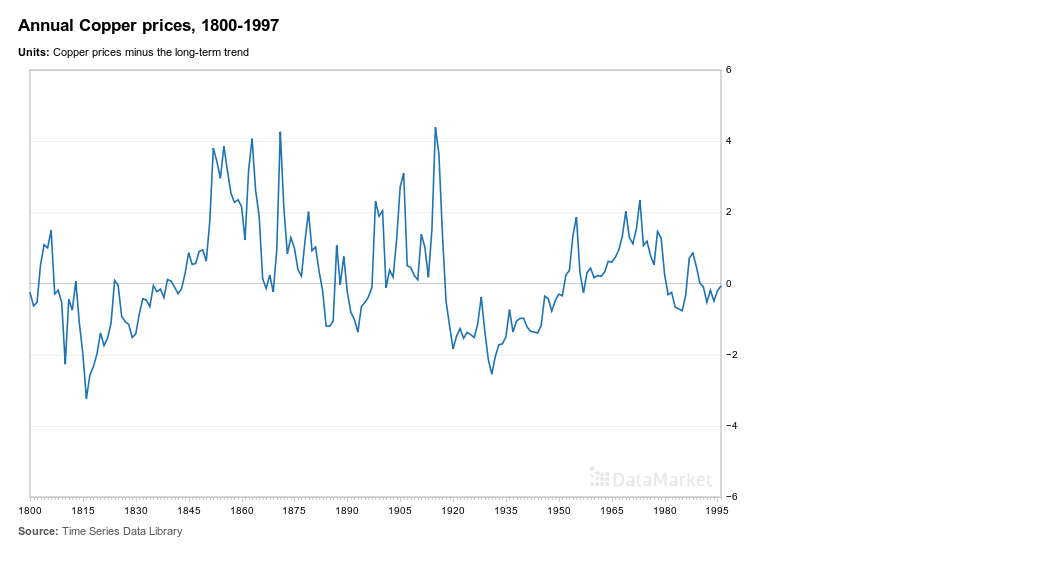 Annual Copper prices, 1800-1997
Units: Copper prices minus the long-term trend
6
4
2
0
−2
−4
−6
DataMarket
1800 1815 1830 1845 1860 1875 1890 1905 1920 1935 1950 1965 1980 1995
Source: Time Series Data Library